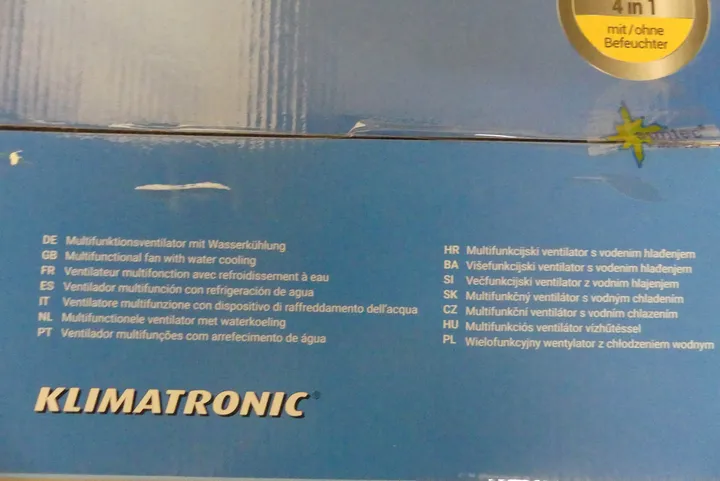 4 in 1
mit/ohne
Befeuchter
DE Multifunktionsventilator mit Wasserkühlung
GB Multifunctional fan with water cooling
FR Ventilateur multifonction avec refroidissement à eau
ES Ventilador multifunción con refrigeración de agua
IT Ventilatore multifunzione con dispositivo di raffreddamento dell'acqua
NL Multifunctionele ventilator met waterkoeling
PT Ventilador multifunções com arrefecimento de água
HR Multifunkcijski ventilator s vodenim hlađenjem
BA Višefunkcijski ventilator s vodenim hlađenjem
SI Večfunkcijski ventilator z vodnim hlajenjem
SK Multifunkčný ventilátor s vodným chladením
CZ Multifunkční ventilátor s vodním chlazením
HU Multifunkciós ventilátor vízhűtéssel
PL Wielofunkcyjny wentylator z chłodzeniem wodnym
KLIMATRONIC®